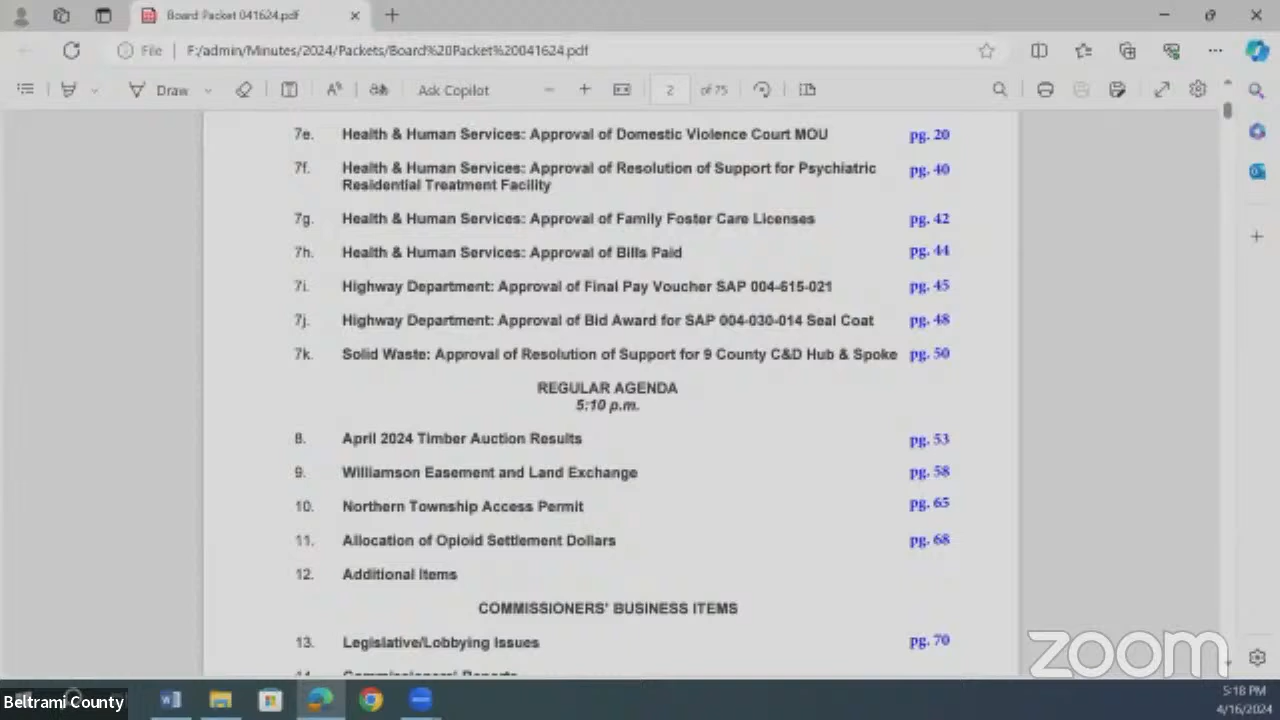 Board Packet 041624.pdf
File F:/admin/Minutes/2024/Packets/Board%20Packet%20041624.pdf
Draw Ask Copilot 2 of 75
7e. Health & Human Services: Approval of Domestic Violence Court MOU pg. 20
7f. Health & Human Services: Approval of Resolution of Support for Psychiatric pg. 40
Residential Treatment Facility
7g. Health & Human Services: Approval of Family Foster Care Licenses pg. 42
7h. Health & Human Services: Approval of Bills Paid pg. 44
7i. Highway Department: Approval of Final Pay Voucher SAP 004-615-021 pg. 45
7j. Highway Department: Approval of Bid Award for SAP 004-030-014 Seal Coat pg. 48
7k. Solid Waste: Approval of Resolution of Support for 9 County C&D Hub & Spoke pg. 50
REGULAR AGENDA
5:10 p.m.
8. April 2024 Timber Auction Results pg. 53
9. Williamson Easement and Land Exchange pg. 58
10. Northern Township Access Permit pg. 65
11. Allocation of Opioid Settlement Dollars pg. 68
12. Additional Items
COMMISSIONERS' BUSINESS ITEMS
13. Legislative/Lobbying Issues pg. 70
zoom
Beltrami County
5:18 PM
4/16/2024